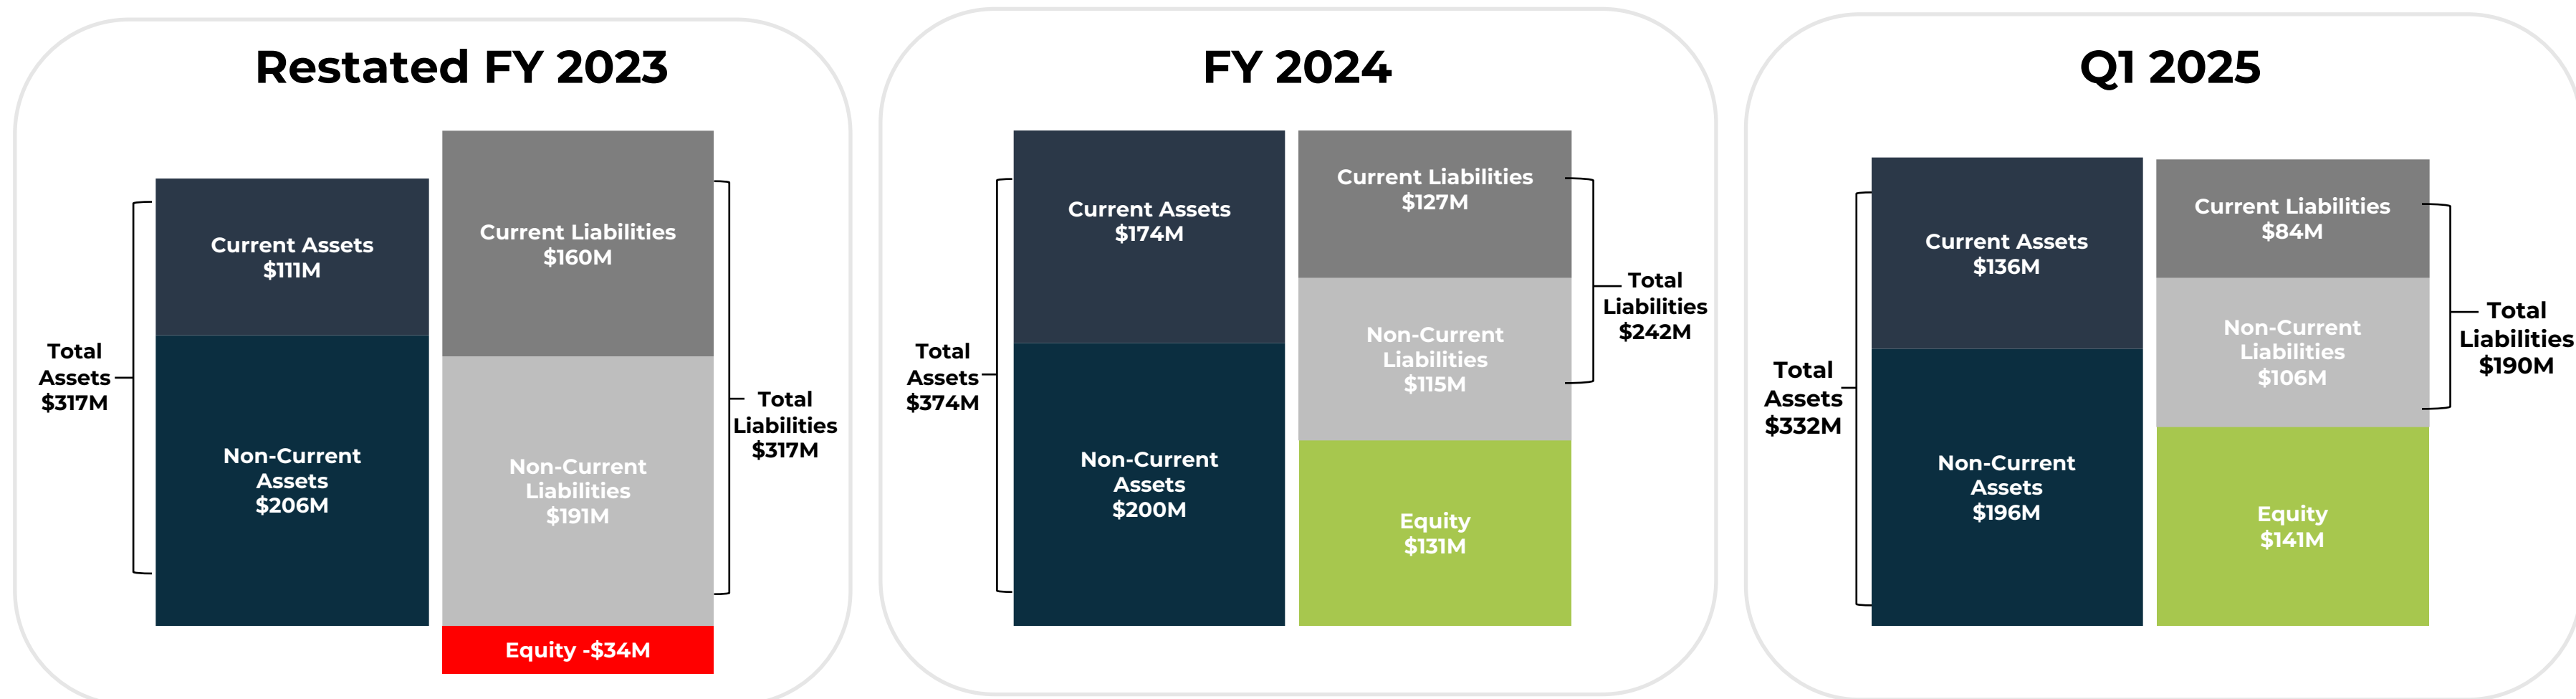 Restated FY 2023
Current Assets
$111M
Non-Current
Assets
$206M
Total
Assets
$317M
Current Liabilities
$160M
Non-Current
Liabilities
$191M
Equity -$34M
Total
Liabilities
$317M
FY 2024
Current Assets
$174M
Non-Current
Assets
$200M
Total
Assets
$374M
Current Liabilities
$127M
Non-Current
Liabilities
$115M
Equity
$131M
Total
Liabilities
$242M
Q1 2025
Current Assets
$136M
Non-Current
Assets
$196M
Total
Assets
$332M
Current Liabilities
$84M
Non-Current
Liabilities
$106M
Equity
$141M
Total
Liabilities
$190M